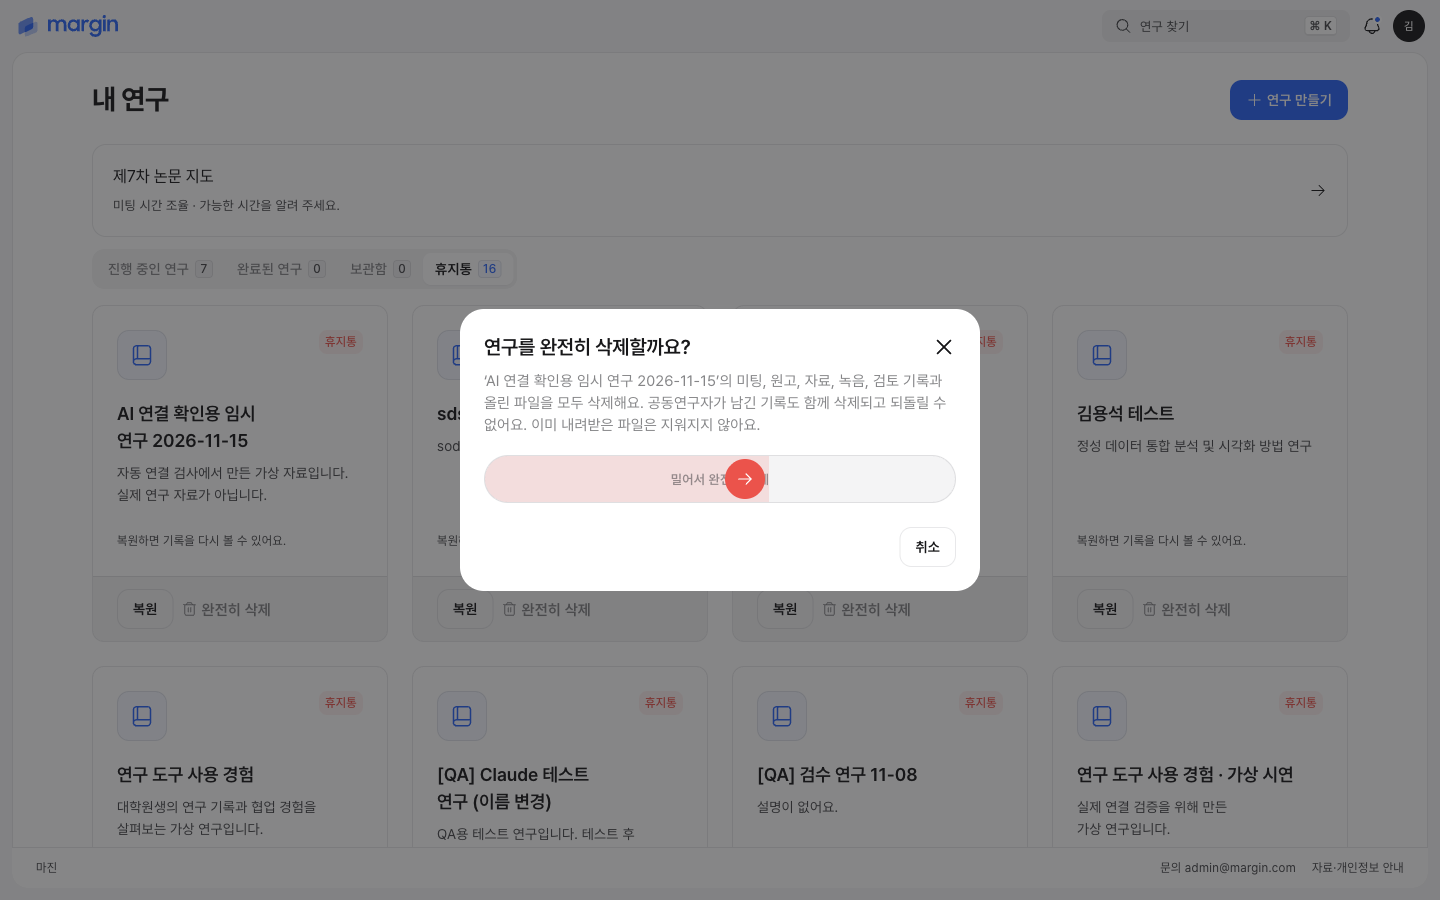 margin
연구 찾기
⌘ K
김
내 연구
연구 만들기
제7차 논문 지도
미팅 시간 조율 · 가능한 시간을 알려 주세요.
진행 중인 연구 7
완료된 연구 0
보관함 0
휴지통 16
연구를 완전히 삭제할까요?
‘AI 연결 확인용 임시 연구 2026-11-15’의 미팅, 원고, 자료, 녹음, 검토 기록과
올린 파일을 모두 삭제해요. 공동연구자가 남긴 기록도 함께 삭제되고 되돌릴 수
없어요. 이미 내려받은 파일은 지워지지 않아요.
밀어서
취소
휴지통
AI 연결 확인용 임시
연구 2026-11-15
자동 연결 검사에서 만든 가상 자료입니다.
실제 연구 자료가 아닙니다.
복원하면 기록을 다시 볼 수 있어요.
복원
완전히 삭제
복원
완전히 삭제
복원
완전히 삭제
휴지통
김용석 테스트
정성 데이터 통합 분석 및 시각화 방법 연구
복원하면 기록을 다시 볼 수 있어요.
복원
완전히 삭제
휴지통
연구 도구 사용 경험
대학원생의 연구 기록과 협업 경험을
살펴보는 가상 연구입니다.
휴지통
[QA] Claude 테스트
연구 (이름 변경)
QA용 테스트 연구입니다. 테스트 후
휴지통
[QA] 검수 연구 11-08
설명이 없어요.
휴지통
연구 도구 사용 경험 · 가상 시연
실제 연결 검증을 위해 만든
가상 연구입니다.
마진
문의 admin@margin.com
자료·개인정보 안내